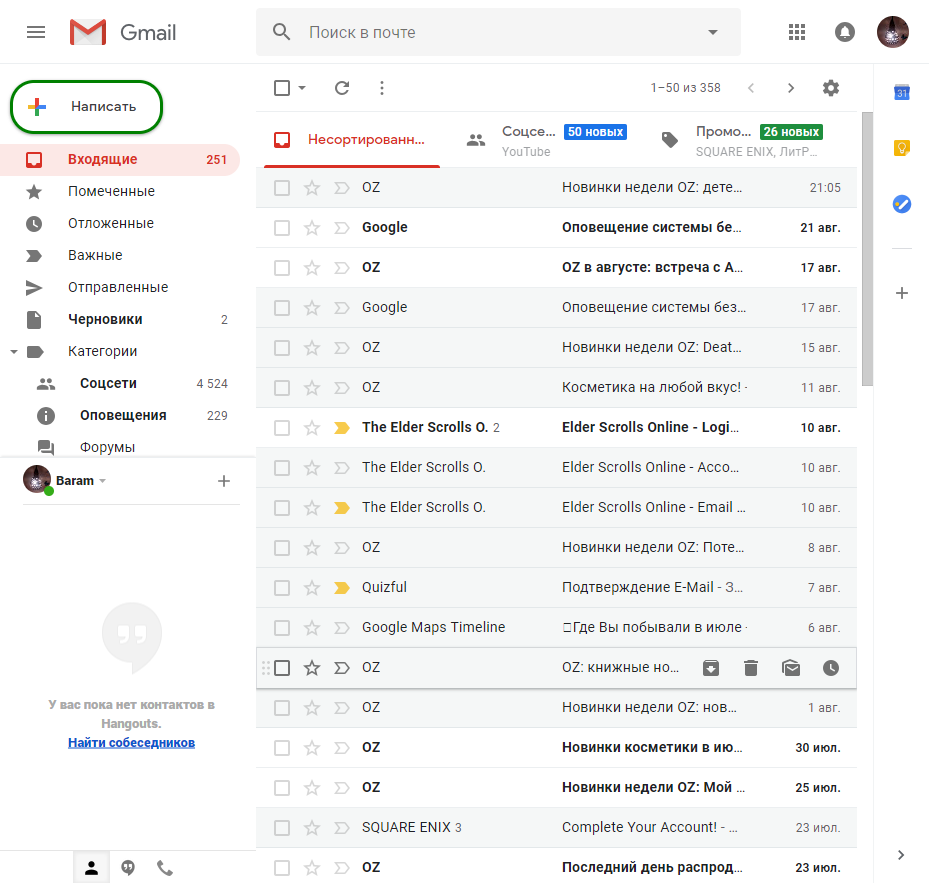 Gmail
Поиск в почте
Написать
1–50 из 358
31
Несортированн...
Соцсе... 50 новых
YouTube
Промо... 26 новых
SQUARE ENIX, ЛитР...
Входящие 251
Помеченные
Отложенные
Важные
Отправленные
Черновики 2
Категории
Соцсети 4 524
Оповещения 229
Форумы
Baram
У вас пока нет контактов в
Hangouts.
Найти собеседников
OZ Новинки недели OZ: дете... 21:05
Google Оповещение системы бе... 21 авг.
OZ OZ в августе: встреча с А... 17 авг.
Google Оповещение системы без... 17 авг.
OZ Новинки недели OZ: Deat... 15 авг.
OZ Косметика на любой вкус! - 11 авг.
The Elder Scrolls O. 2 Elder Scrolls Online - Logi... 10 авг.
The Elder Scrolls O. Elder Scrolls Online - Acco... 10 авг.
The Elder Scrolls O. Elder Scrolls Online - Email ... 10 авг.
OZ Новинки недели OZ: Поте... 8 авг.
Quizful Подтверждение E-Mail - З... 7 авг.
Google Maps Timeline Где Вы побывали в июле - 6 авг.
OZ OZ: книжные но...
OZ Новинки недели OZ: нов... 1 авг.
OZ Новинки косметики в ию... 30 июл.
OZ Новинки недели OZ: Мой ... 25 июл.
SQUARE ENIX 3 Complete Your Account! - ... 23 июл.
OZ Последний день распрод... 23 июл.